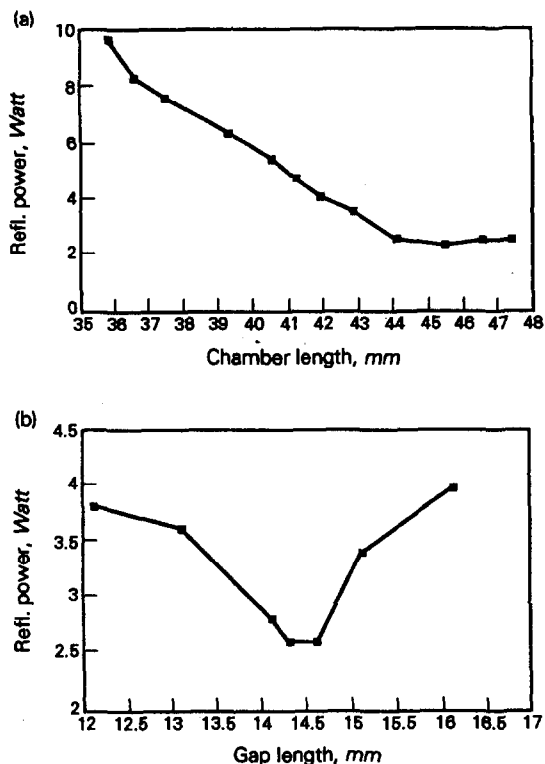 (a)
10
8
6
4
2
0
Refl. power, Watt
35 36 37 38 39 40 41 42 43 44 45 46 47 48
Chamber length, mm
(b)
4.5
4
3.5
3
2.5
2
Refl. power, Watt
12 12.5 13 13.5 14 14.5 15 15.5 16 16.5 17
Gap length, mm